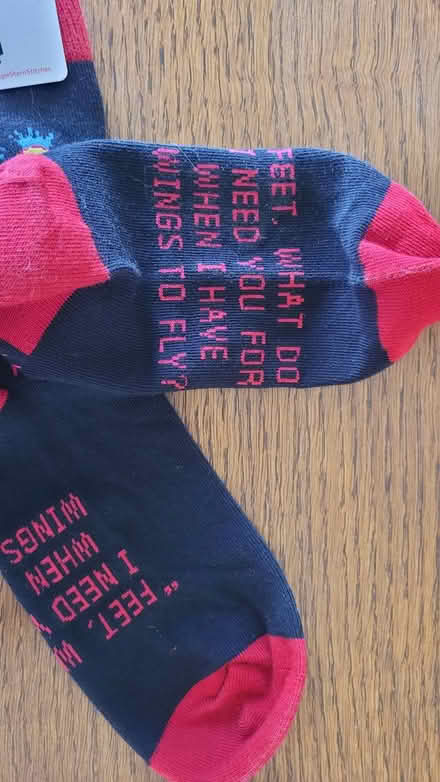 FEET, WHAT DO
I NEED YOU FOR
WHEN I HAVE
WINGS TO FLY?
“FEET,
I NEED
WHEN
WINGS